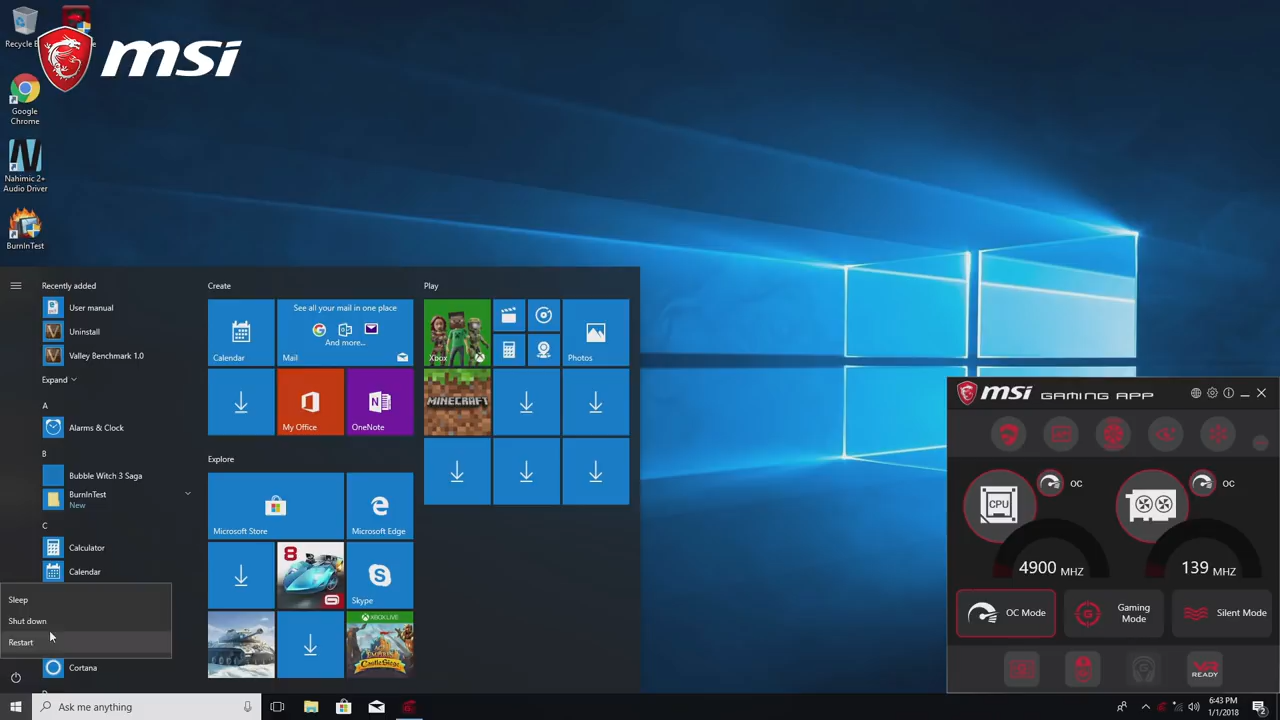 Recycle B
msi
Google
Chrome
Nahimic 2+
Audio Driver
BurnInTest
Recently added
User manual
Uninstall
Valley Benchmark 1.0
Expand
A
Alarms & Clock
B
Bubble Witch 3 Saga
BurnInTest
New
C
Calculator
Calendar
Sleep
Shut down
Restart
Cortana
Create
Calendar
See all your mail in one place
And more...
Mail
My Office
OneNote
Explore
Microsoft Store
Microsoft Edge
8
Skype
XBOX LIVE
CastleSiege
Play
Xbox
Photos
MINECRAFT
msi GAMING APP
CPU
OC
OC
4900 MHZ
139 MHZ
OC Mode
Gaming
Mode
Silent Mode
VR
READY
Ask me anything
6:43 PM
1/1/2018
2